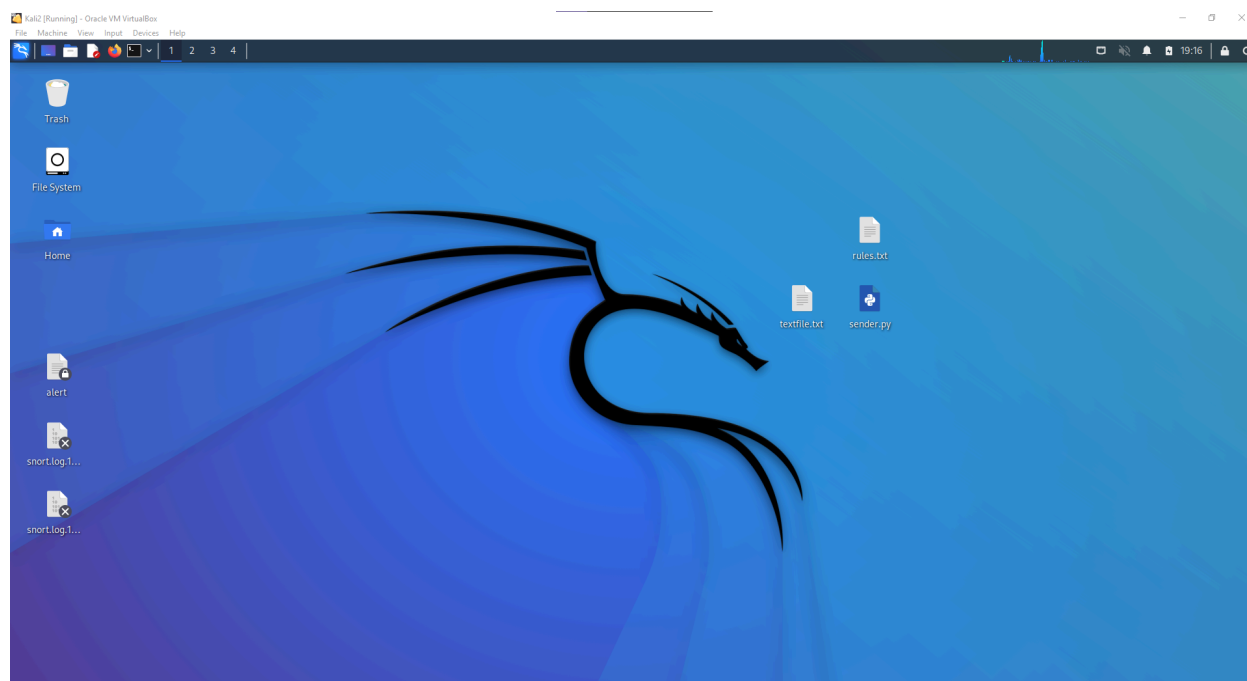 Kali2 [Running] - Oracle VM VirtualBox
File Machine View Input Devices Help
1 2 3 4
19:16
Trash
File System
Home
rules.txt
textfile.txt sender.py
alert
snort.log.1...
snort.log.1...